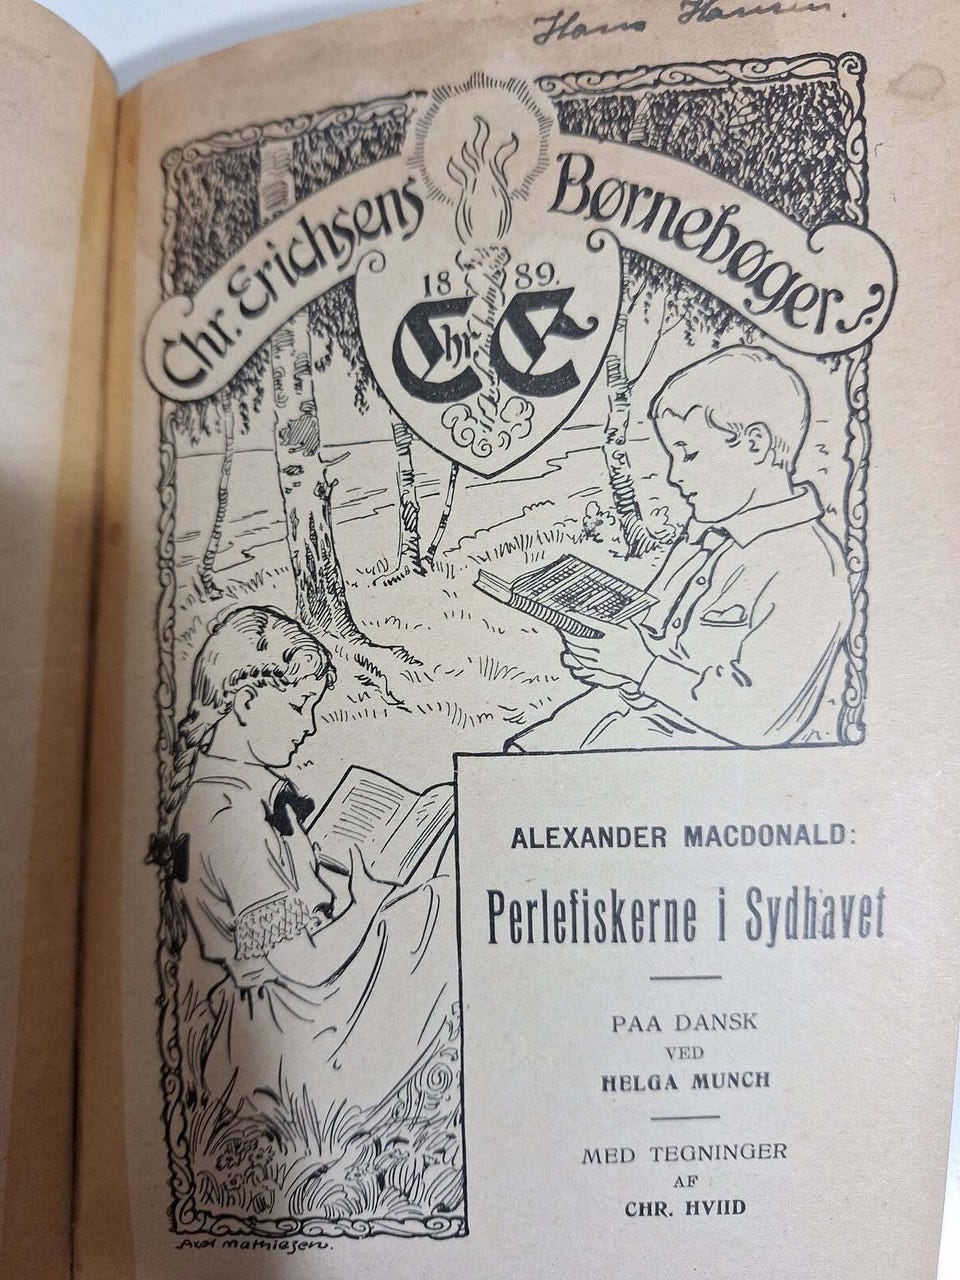 Hans Hansen.
Chr. Erichsens Børnebøger.
1889.
Chr. E
ALEXANDER MACDONALD:
Perlefiskerne i Sydhavet
PAA DANSK
VED
HELGA MUNCH
MED TEGNINGER
AF
CHR. HVIID
Axel Mathiesen.